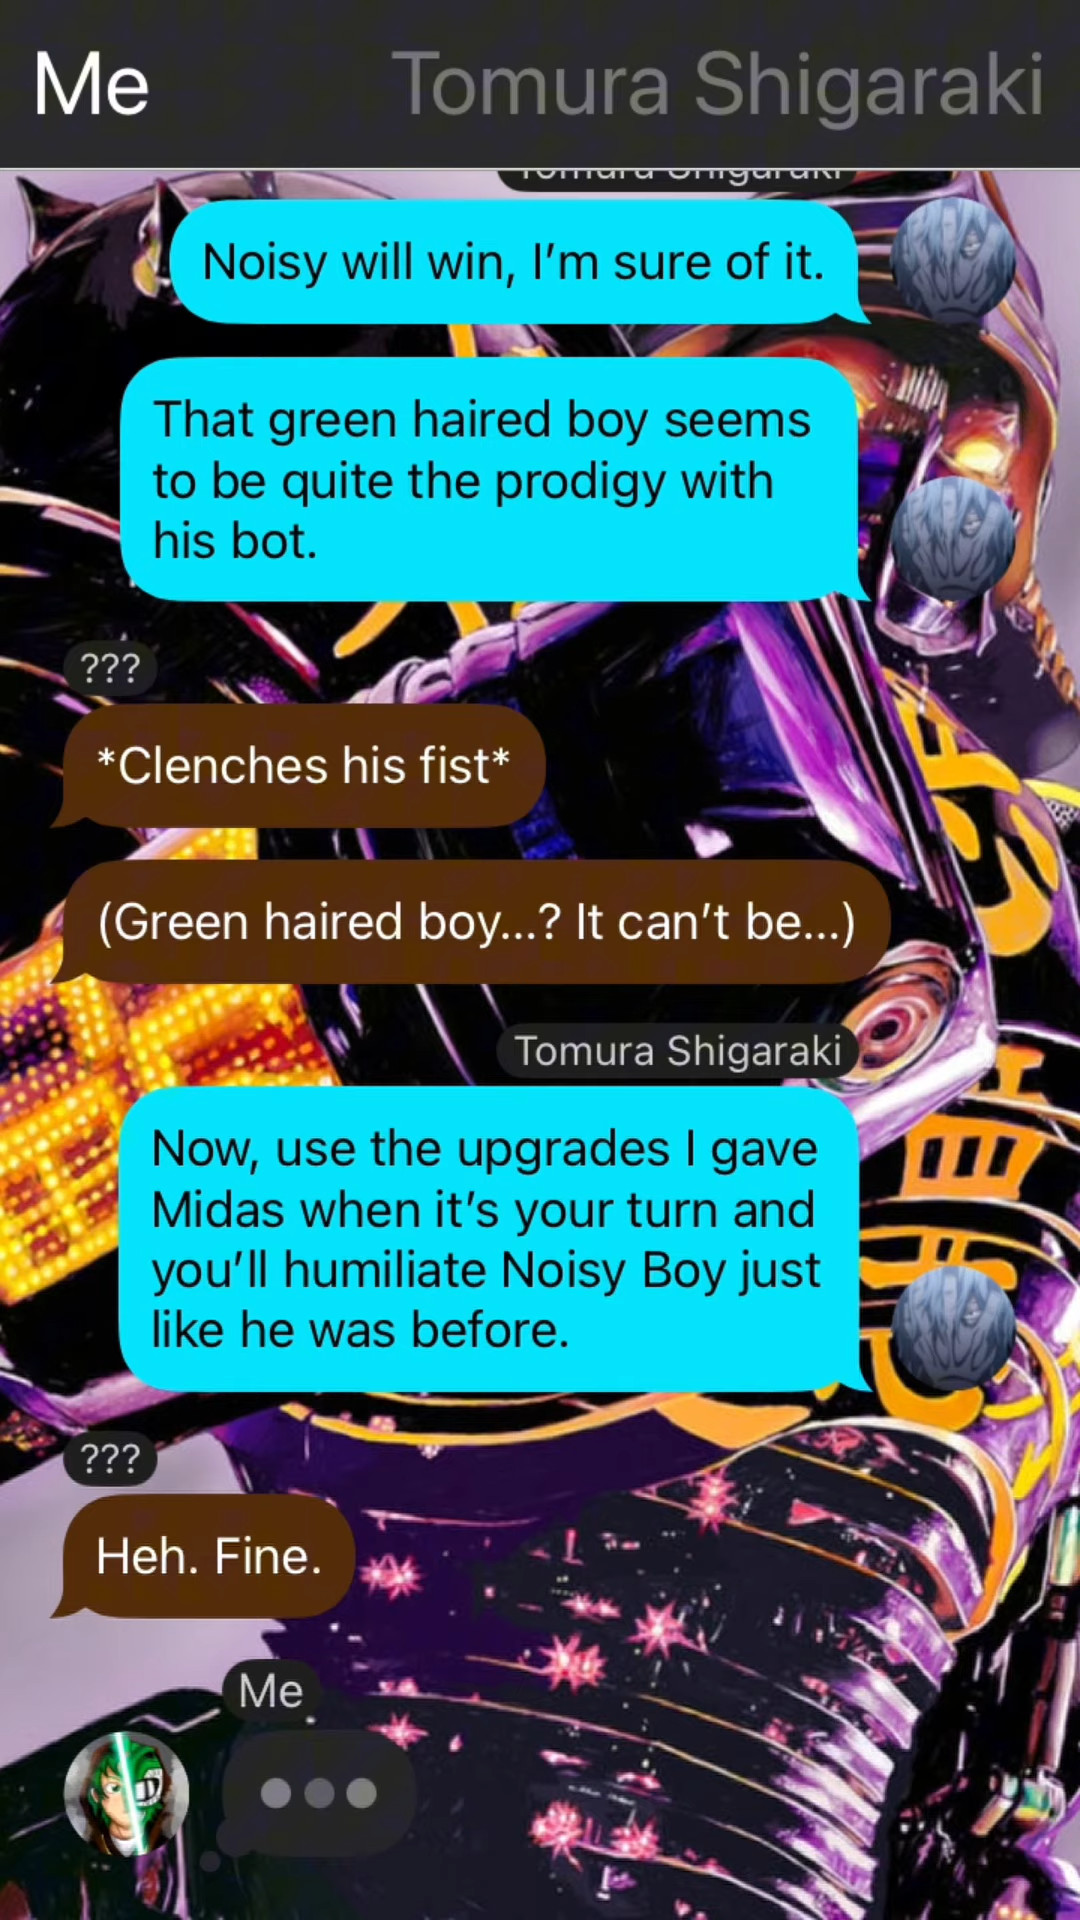 Me
Tomura Shigaraki
Tomura Shigaraki
Noisy will win, I’m sure of it.
That green haired boy seems
to be quite the prodigy with
his bot.
???
*Clenches his fist*
(Green haired boy...? It can’t be...)
Tomura Shigaraki
Now, use the upgrades I gave
Midas when it’s your turn and
you’ll humiliate Noisy Boy just
like he was before.
???
Heh. Fine.
Me